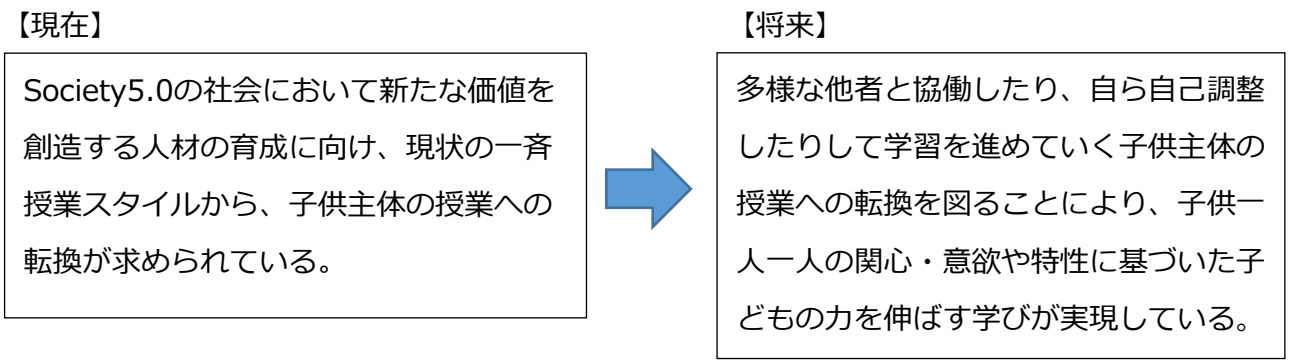 【現在】
Society5.0の社会において新たな価値を
創造する人材の育成に向け、現状の一斉
授業スタイルから、子供主体の授業への
転換が求められている。
【将来】
多様な他者と協働したり、自ら自己調整
したりして学習を進めていく子供主体の
授業への転換を図ることにより、子供一
人一人の関心・意欲や特性に基づいた子
どもの力を伸ばす学びが実現している。